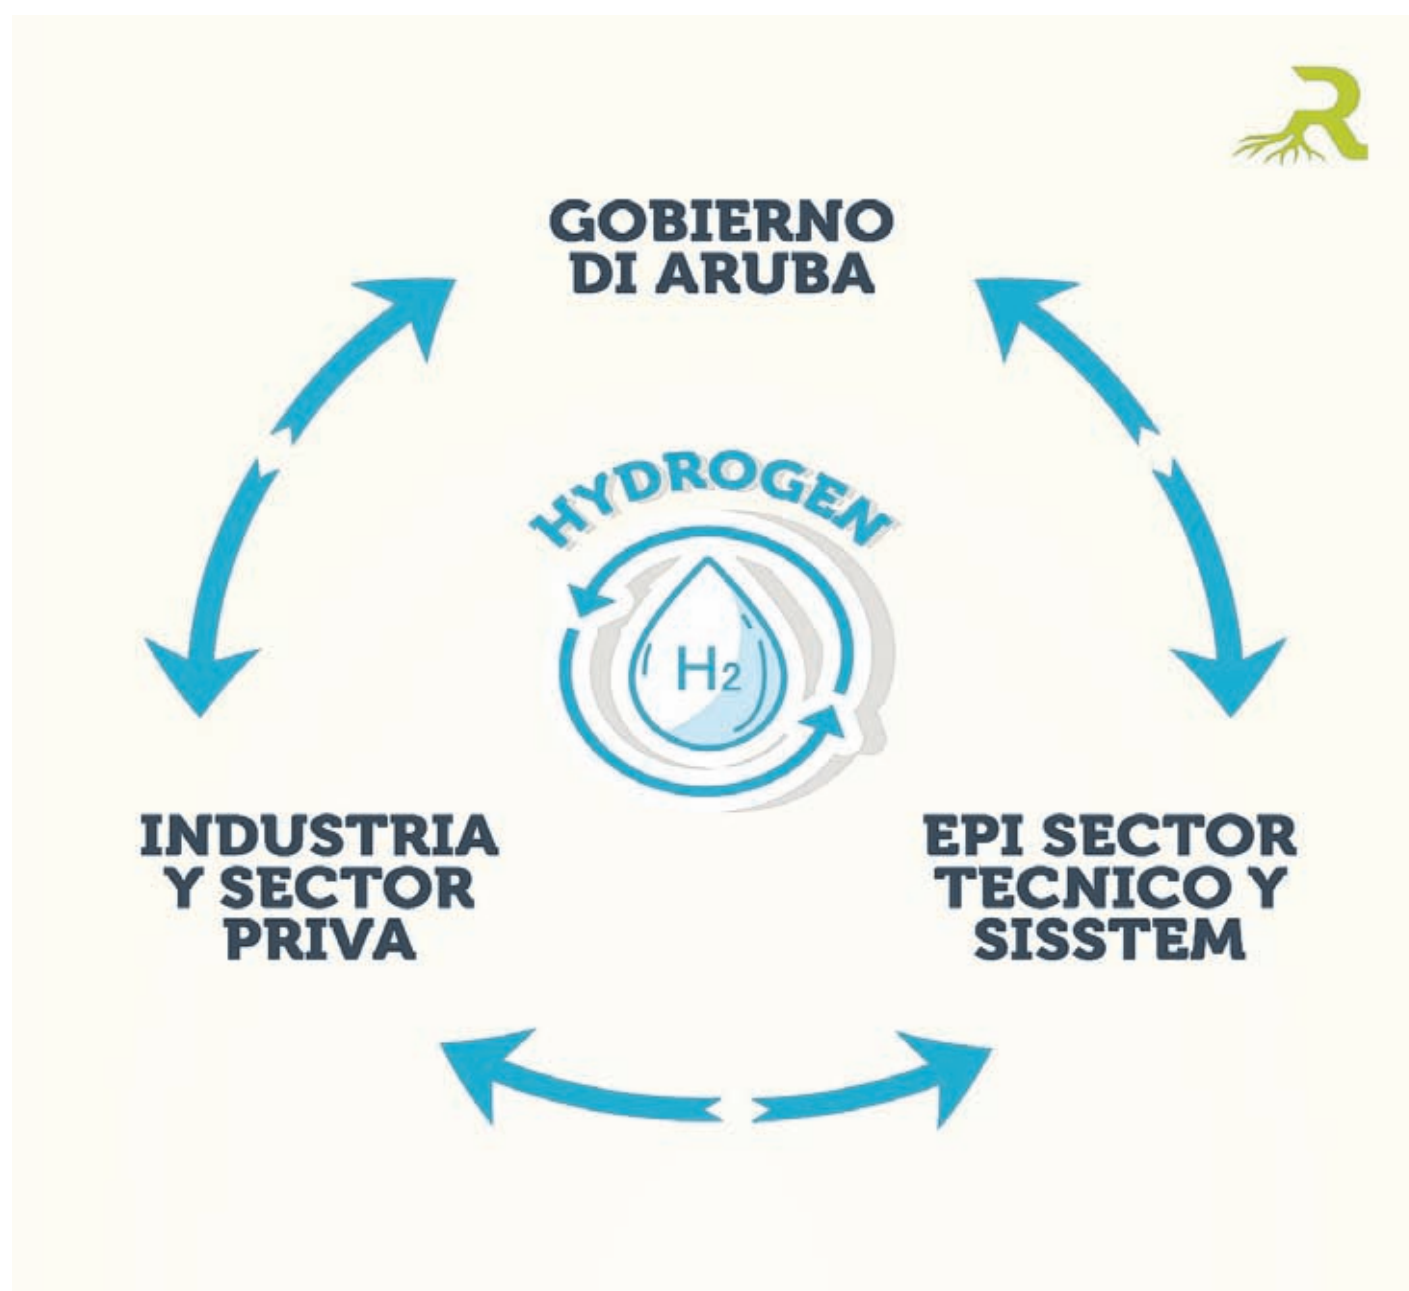 GOBIERNO
DI ARUBA
HYDROGEN
H2
INDUSTRIA
Y SECTOR
PRIVA
EPI SECTOR
TECNICO Y
SISSTEM
R